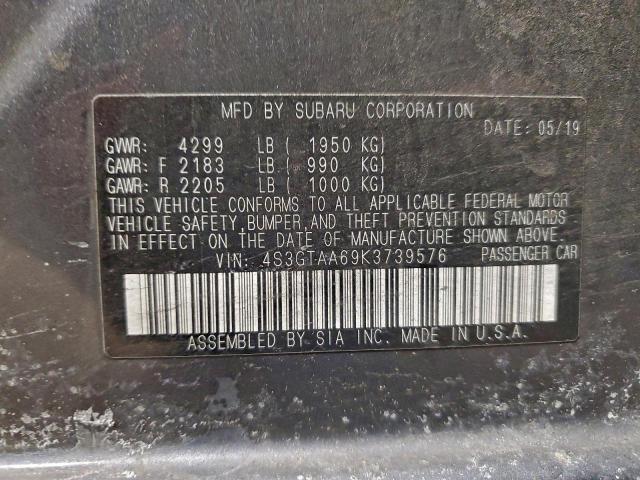 MFD BY SUBARU CORPORATION
DATE: 05/19
GVWR: 4299 LB ( 1950 KG)
GAWR: F 2183 LB ( 990 KG)
GAWR: R 2205 LB ( 1000 KG)
THIS VEHICLE CONFORMS TO ALL APPLICABLE FEDERAL MOTOR
VEHICLE SAFETY, BUMPER, AND THEFT PREVENTION STANDARDS
IN EFFECT ON THE DATE OF MANUFACTURE SHOWN ABOVE.
VIN: 4S3GTAA69K3739576 PASSENGER CAR
ASSEMBLED BY SIA INC. MADE IN U.S.A.